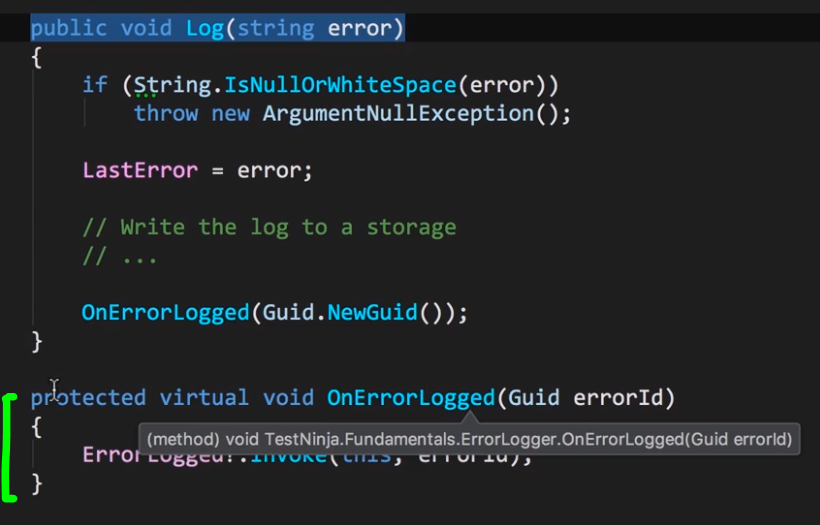 public void Log(string error)
{
if (String.IsNullOrWhiteSpace(error))
throw new ArgumentNullException();
LastError = error;
// Write the log to a storage
// ...
OnErrorLogged(Guid.NewGuid());
}
protected virtual void OnErrorLogged(Guid errorId)
{
(method) void TestNinja.Fundamentals.ErrorLogger.OnErrorLogged(Guid errorId)
ErrorLogged?.Invoke(this, errorId);
}